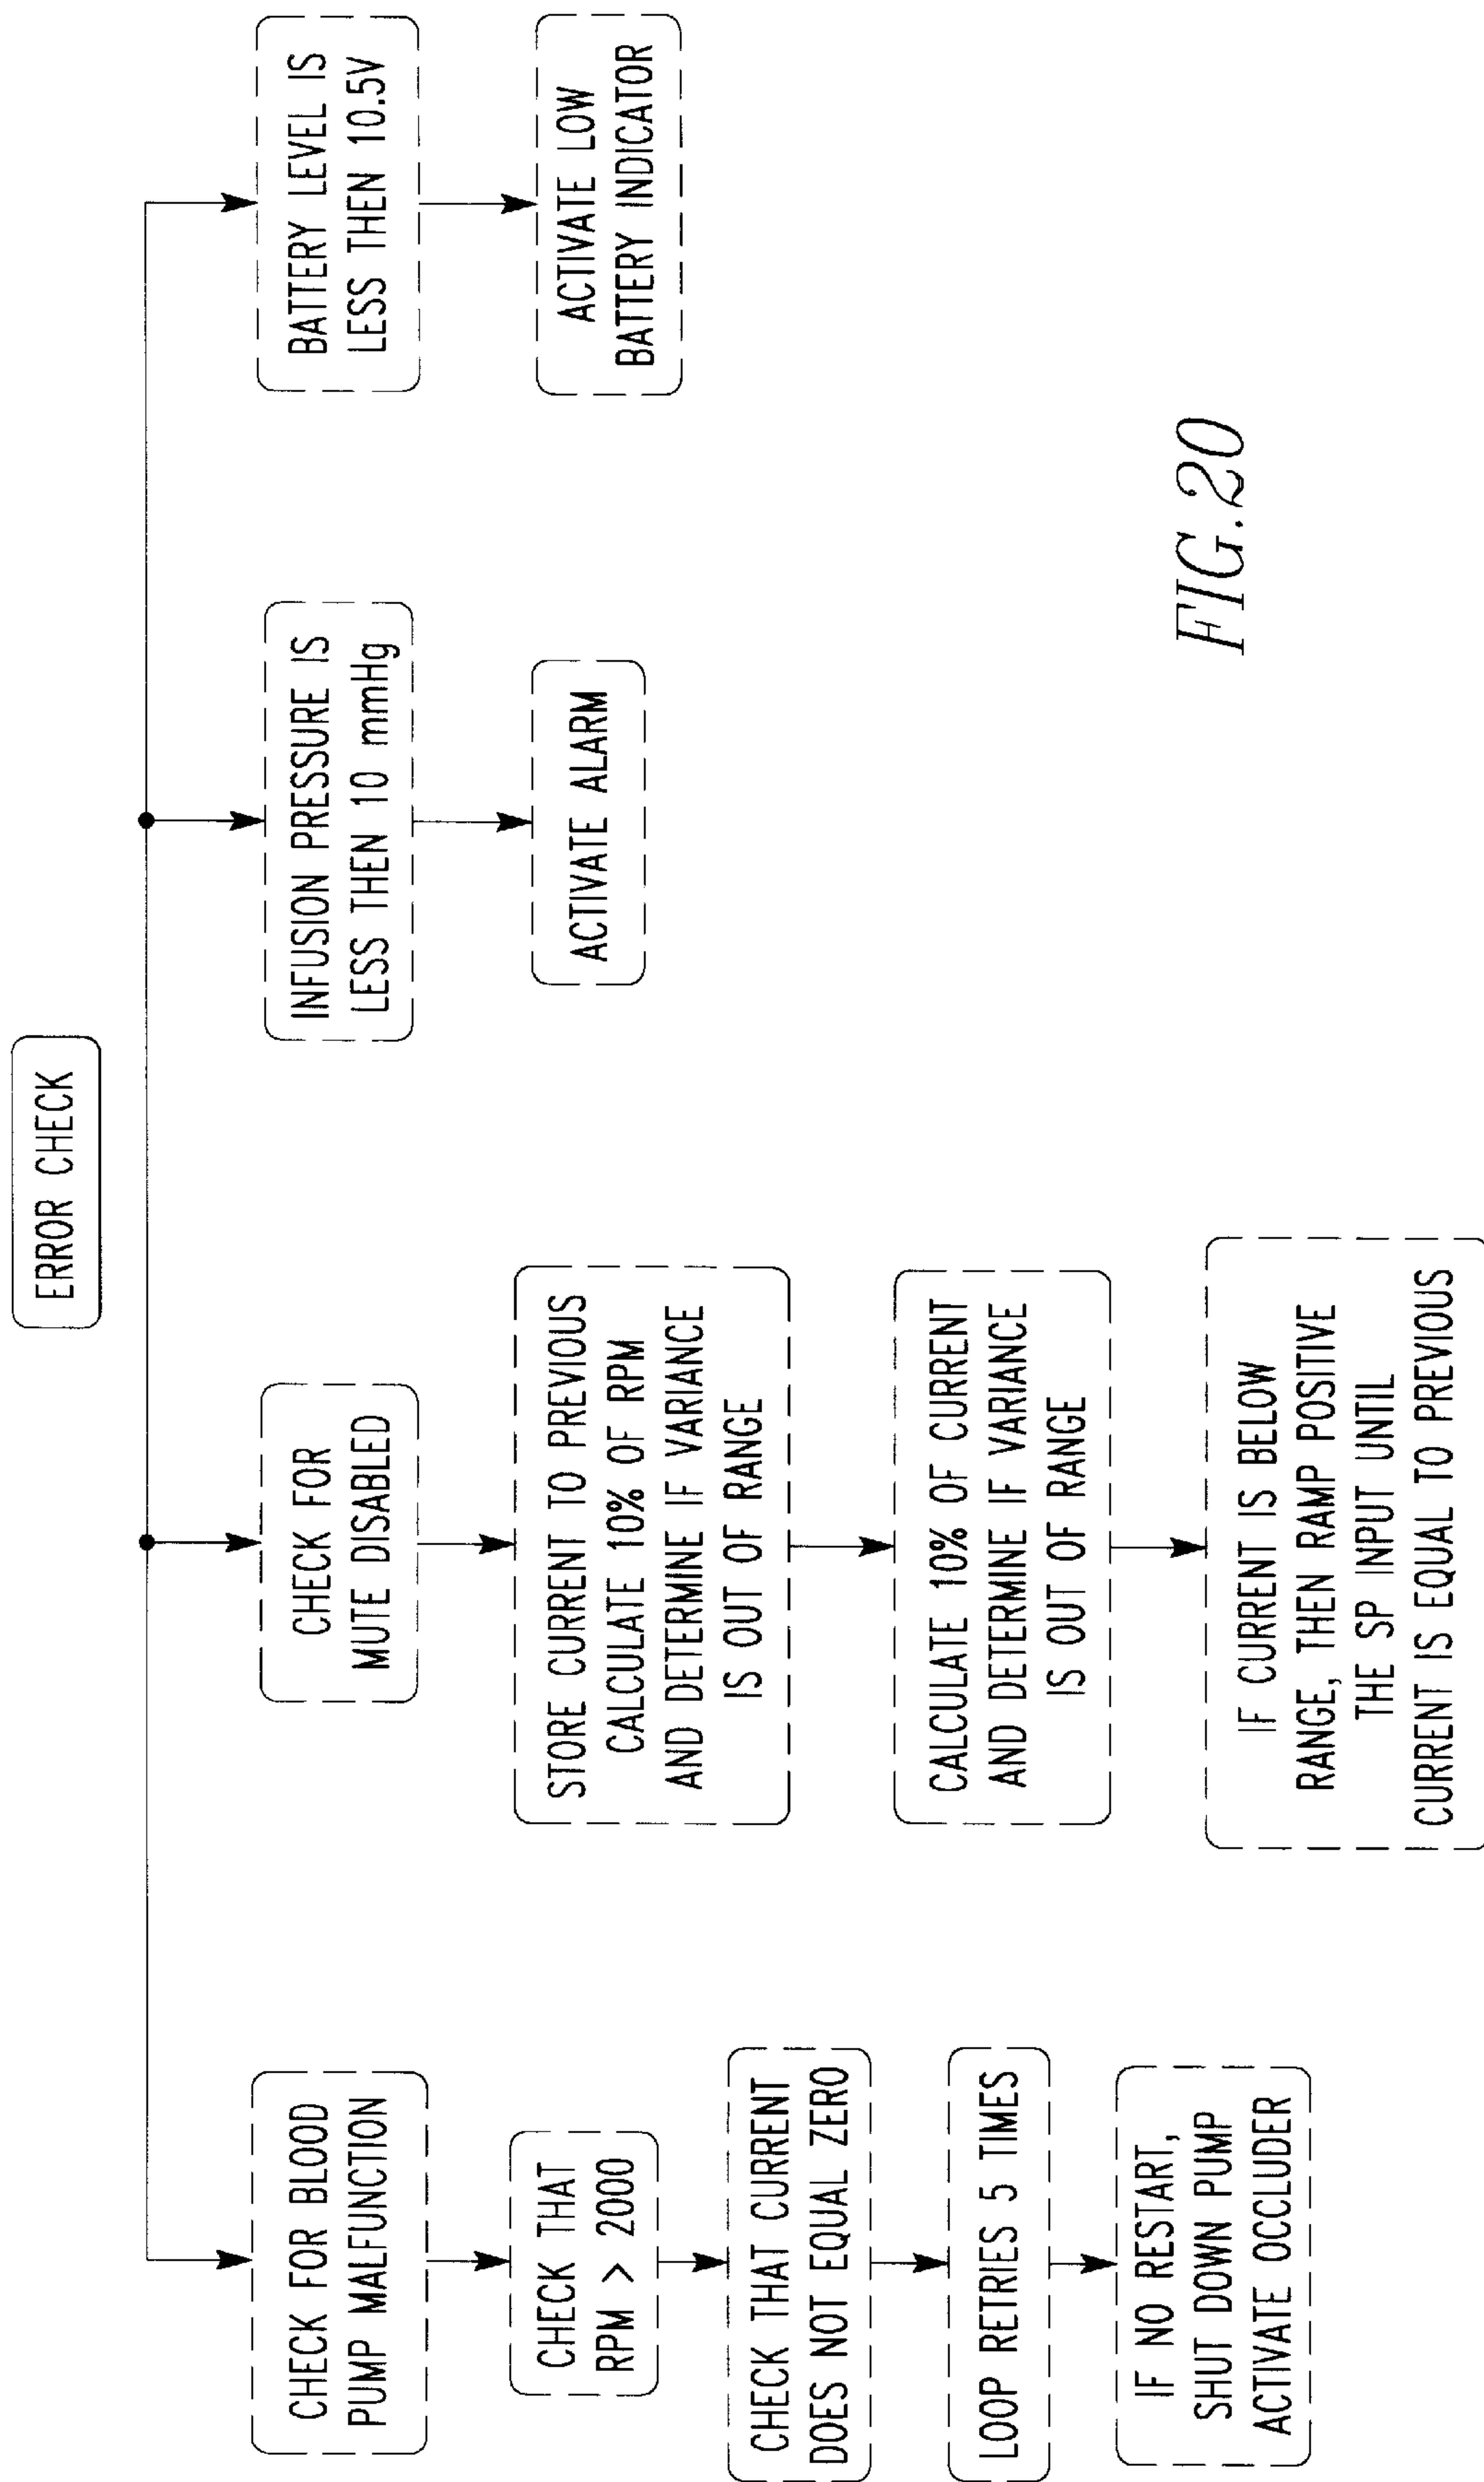 ERROR CHECK
CHECK FOR BLOOD
PUMP MALFUNCTION
CHECK THAT
RPM > 2000
CHECK THAT CURRENT
DOES NOT EQUAL ZERO
LOOP RETRIES 5 TIMES
IF NO RESTART,
SHUT DOWN PUMP
ACTIVATE OCCLUDER
CHECK FOR
MUTE DISABLED
STORE CURRENT TO PREVIOUS
CALCULATE 10% OF RPM
AND DETERMINE IF VARIANCE
IS OUT OF RANGE
CALCULATE 10% OF CURRENT
AND DETERMINE IF VARIANCE
IS OUT OF RANGE
IF CURRENT IS BELOW
RANGE, THEN RAMP POSITIVE
THE SP INPUT UNTIL
CURRENT IS EQUAL TO PREVIOUS
INFUSION PRESSURE IS
LESS THEN 10 mmHg
ACTIVATE ALARM
BATTERY LEVEL IS
LESS THEN 10.5V
ACTIVATE LOW
BATTERY INDICATOR
FIG.20